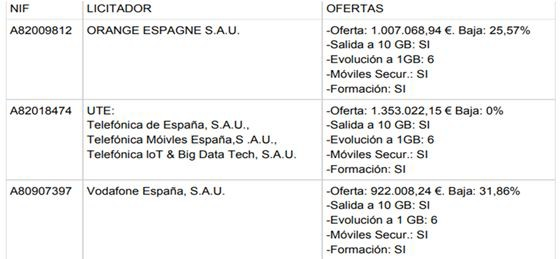 NIF LICITADOR OFERTAS
A82009812 ORANGE ESPAGNE S.A.U. -Oferta: 1.007.068,94 €. Baja: 25,57%
-Salida a 10 GB: SI
-Evolución a 1GB: 6
-Móviles Secur.: SI
-Formación: SI
A82018474 UTE: -Oferta: 1.353.022,15 € Baja: 0%
Telefónica de España, S.A.U., -Salida a 10 GB: SI
Telefónica Móivles España,S .A.U., -Evolución a 1GB: 6
Telefónica IoT & Big Data Tech, S.A.U. -Móviles Secur.: SI
-Formación: SI
A80907397 Vodafone España, S.A.U. -Oferta: 922.008,24 €. Baja: 31,86%
-Salida a 10 GB: SI
-Evolución a 1 GB: 6
-Móviles Secur.: SI
-Formación: SI